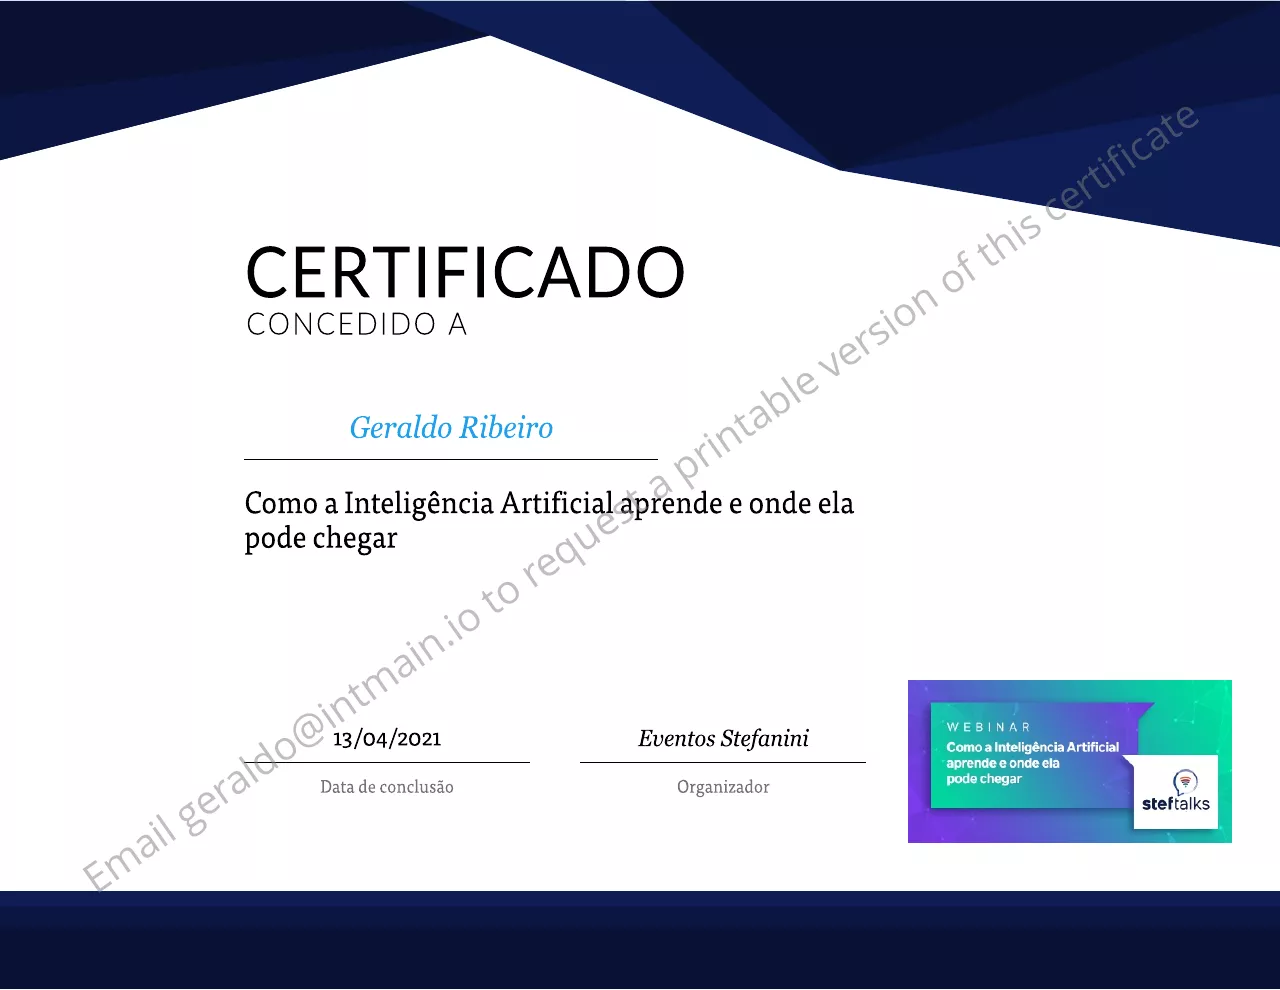 CERTIFICADO
CONCEDIDO A
Geraldo Ribeiro
Como a Inteligência Artificial aprende e onde ela
pode chegar
13/04/2021
Data de conclusão
Eventos Stefanini
Organizador
WEBINAR
Como a Inteligência Artificial
aprende e onde ela
pode chegar
steftalks
Email geraldo@intmain.io to request a printable version of this certificate